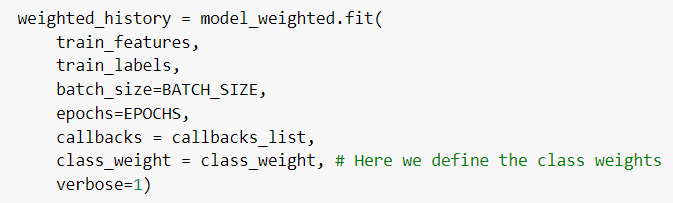 weighted_history = model_weighted.fit(
    train_features,
    train_labels,
    batch_size=BATCH_SIZE,
    epochs=EPOCHS,
    callbacks = callbacks_list,
    class_weight = class_weight, # Here we define the class weights
    verbose=1)